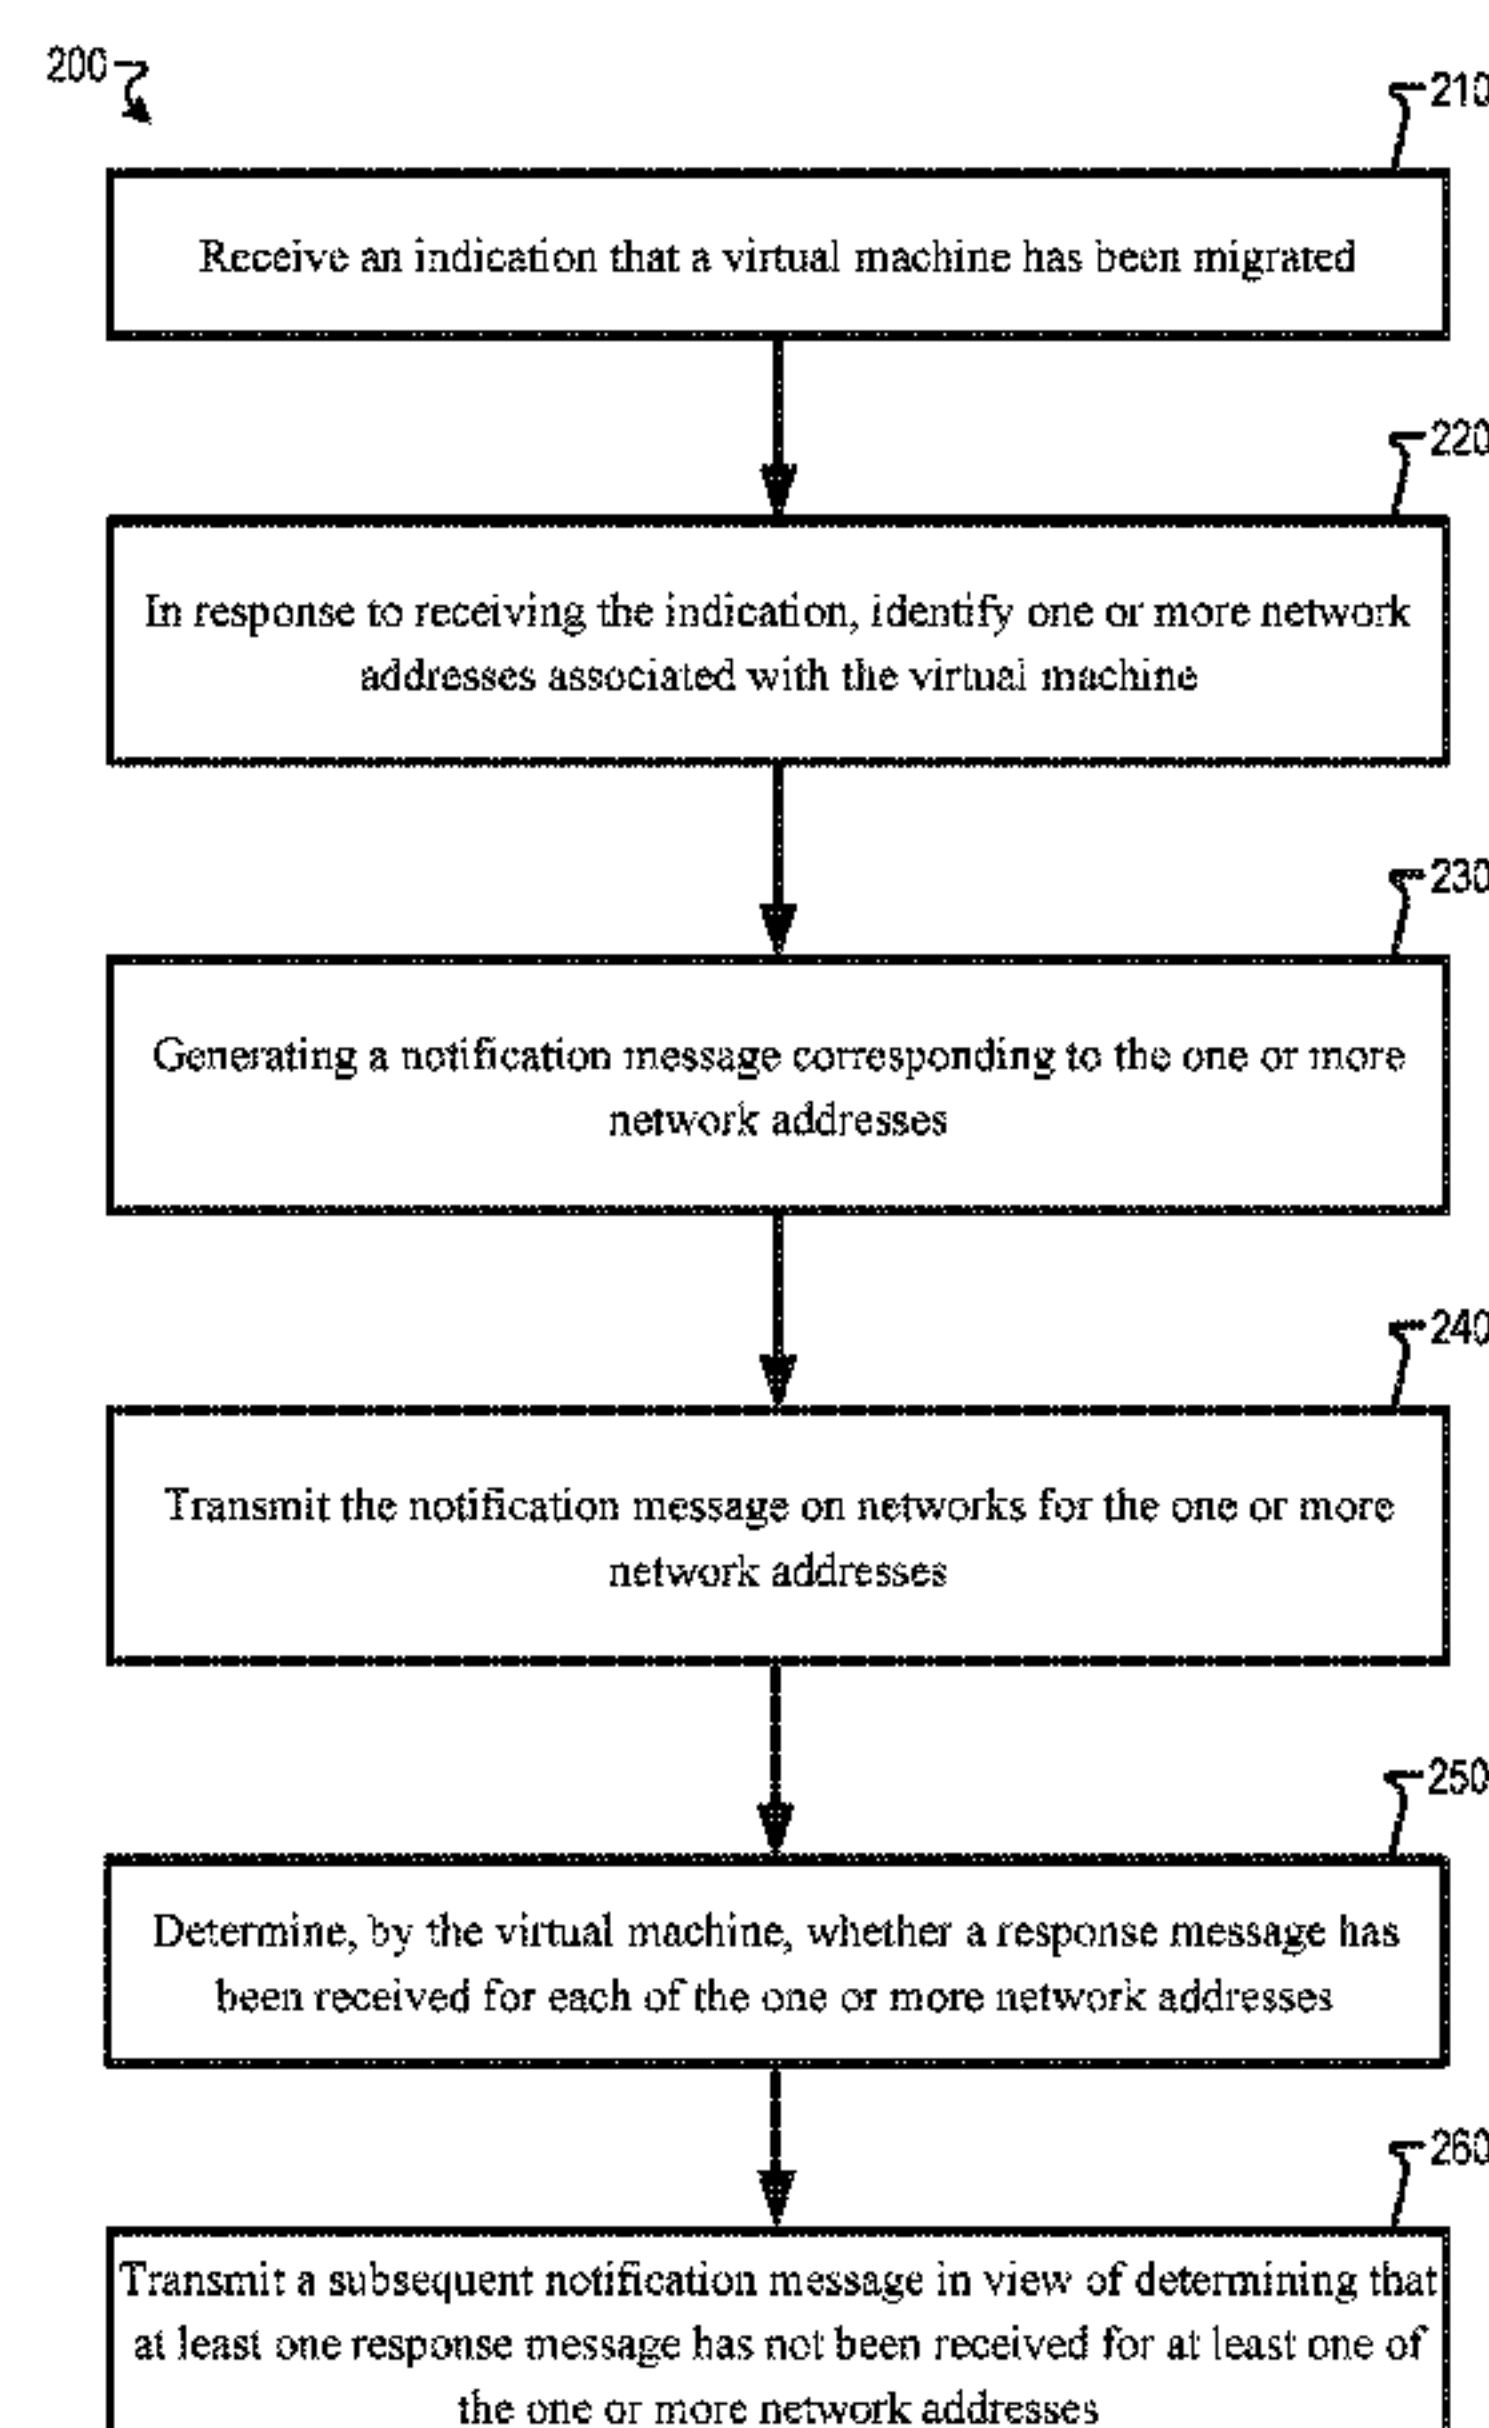 200
210
Receive an indication that a virtual machine has been migrated
220
In response to receiving the indication, identify one or more network
addresses associated with the virtual machine
230
Generating a notification message corresponding to the one or more
network addresses
240
Transmit the notification message on networks for the one or more
network addresses
250
Determine, by the virtual machine, whether a response message has
been received for each of the one or more network addresses
260
Transmit a subsequent notification message in view of determining that
at least one response message has not been received for at least one of
the one or more network addresses